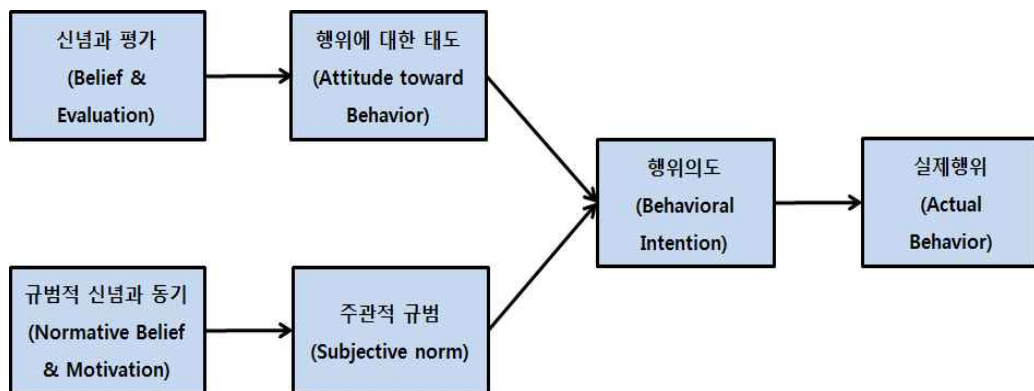 신념과 평가
(Belief &
Evaluation)
행위에 대한 태도
(Attitude toward
Behavior)
행위의도
(Behavioral
Intention)
실제행위
(Actual
Behavior)
규범적 신념과 동기
(Normative Belief
& Motivation)
주관적 규범
(Subjective norm)